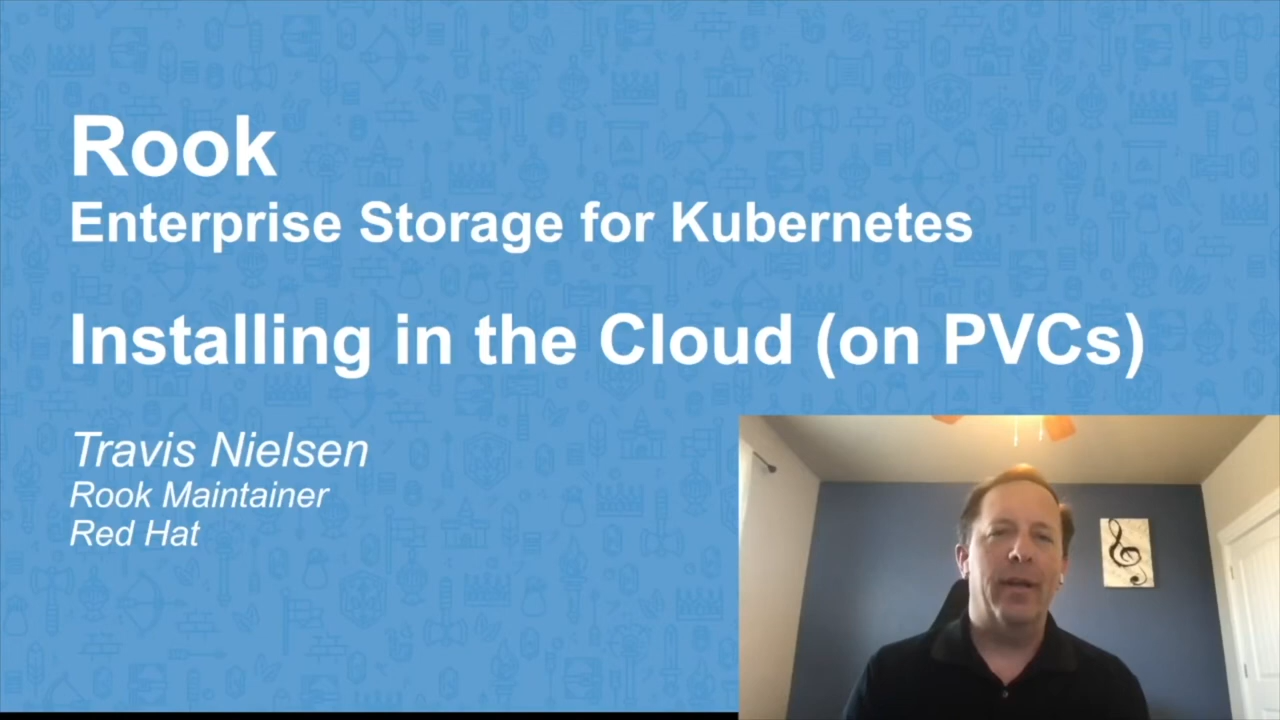 Rook
Enterprise Storage for Kubernetes
Installing in the Cloud (on PVCs)
Travis Nielsen
Rook Maintainer
Red Hat